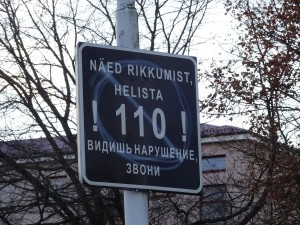 NÄED RIKKUMIST,
HELISTA
! 110 !
ВИДИШЬ НАРУШЕНИЕ,
ЗВОНИ